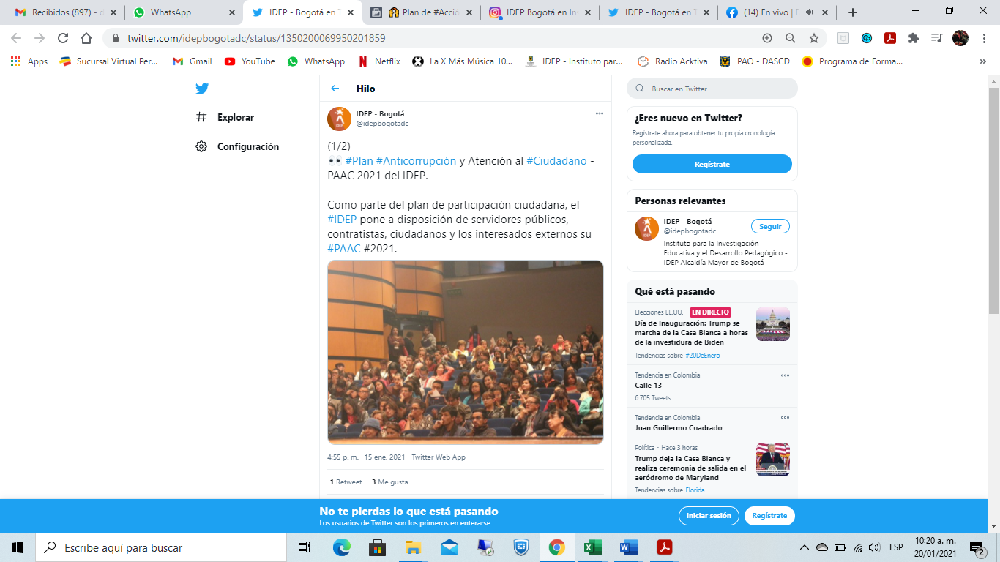 Recibidos (897) - d
WhatsApp
IDEP - Bogotá en T
Plan de #Acció
IDEP Bogotá en In
IDEP - Bogotá en T
(14) En vivo | F
twitter.com/idepbogotadc/status/1350200069950201859
Apps
Sucursal Virtual Per...
Gmail
YouTube
WhatsApp
Netflix
La X Más Música 10...
IDEP - Instituto par...
Radio Acktiva
PAO - DASCD
Programa de Forma...
Explorar
Configuración
Hilo
IDEP - Bogotá
@idepbogotadc
(1/2)
👀 #Plan #Anticorrupción y Atención al #Ciudadano -
PAAC 2021 del IDEP.
Como parte del plan de participación ciudadana, el
#IDEP pone a disposición de servidores públicos,
contratistas, ciudadanos y los interesados externos su
#PAAC #2021.
4:55 p. m. · 15 ene. 2021 · Twitter Web App
1 Retweet 3 Me gusta
Buscar en Twitter
¿Eres nuevo en Twitter?
Regístrate ahora para obtener tu propia cronología
personalizada.
Regístrate
Personas relevantes
IDEP - Bogotá
@idepbogotadc
Seguir
Instituto para la Investigación
Educativa y el Desarrollo Pedagógico -
IDEP Alcaldía Mayor de Bogotá
Qué está pasando
Elecciones EE.UU. · EN DIRECTO
Día de Inauguración: Trump se
marcha de la Casa Blanca a horas
de la investidura de Biden
Tendencias sobre #20DeEnero
Tendencia en Colombia
Calle 13
6.705 Tweets
Tendencia en Colombia
Juan Guillermo Cuadrado
Política · Hace 3 horas
Trump deja la Casa Blanca y
realiza ceremonia de salida en el
aeródromo de Maryland
Tendencias sobre Florida
No te pierdas lo que está pasando
Los usuarios de Twitter son los primeros en enterarse.
Iniciar sesión
Regístrate
Escribe aquí para buscar
ESP
10:20 a. m.
20/01/2021
2